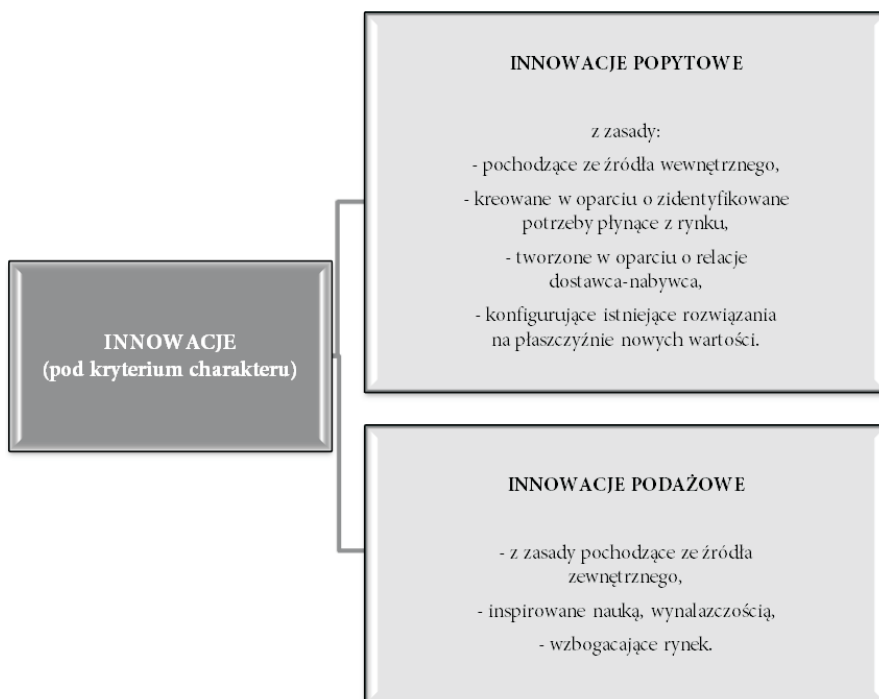 INNOWACJE
(pod kryterium charakteru)
INNOWACJE POPYTOWE
z zasady:
- pochodzące ze źródła wewnętrznego,
- kreowane w oparciu o zidentyfikowane
potrzeby płynące z rynku,
- tworzone w oparciu o relacje
dostawca-nabywca,
- konfigurujące istniejące rozwiązania
na płaszczyźnie nowych wartości.
INNOWACJE PODAŻOWE
- z zasady pochodzące ze źródła
zewnętrznego,
- inspirowane nauką, wynalazczością,
- wzbogacające rynek.